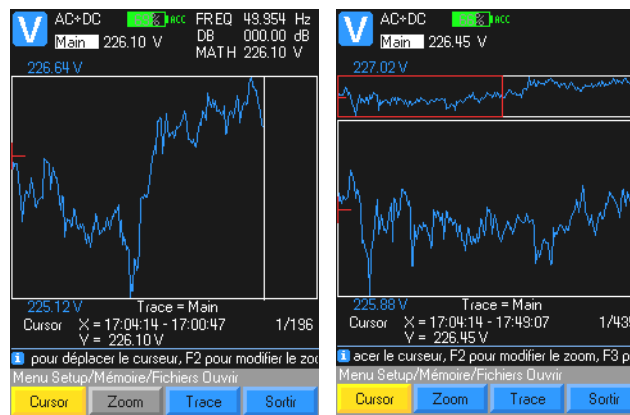 V AC+DC % ACC FREQ 49.954 Hz
Main 226.10 V DB 000.00 dB
MATH 226.10 V
226.64 V
225.12 V Trace = Main
Cursor X = 17:04:14 - 17:00:47 1/196
Y = 226.10 V
i pour déplacer le curseur, F2 pour modifier le zoo
Menu Setup/Mémoire/Fichiers Ouvrir
Cursor Zoom Trace Sortir
V AC+DC % ACC
Main 226.45 V
227.02 V
225.88 V Trace = Main
Cursor X = 17:04:14 - 17:49:07 1/439
Y = 226.45 V
i acer le curseur, F2 pour modifier le zoom, F3 p
Menu Setup/Mémoire/Fichiers Ouvrir
Cursor Zoom Trace Sortir